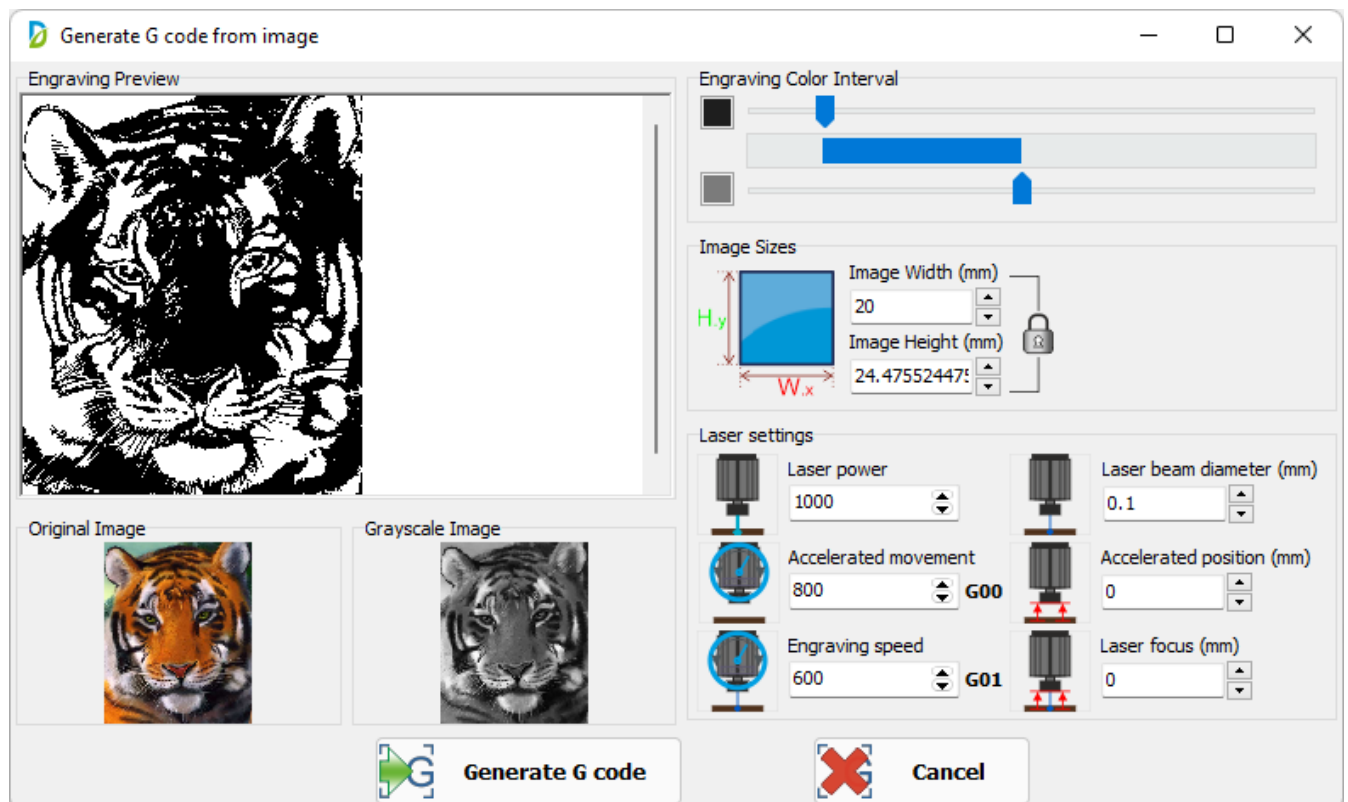 Generate G code from image
Engraving Preview
Engraving Color Interval
Image Sizes
Image Width (mm)
20
H.y
Image Height (mm)
24.475524475
W.x
Laser settings
Laser power
1000
Laser beam diameter (mm)
0.1
Original Image
Grayscale Image
Accelerated movement
800
G00
Accelerated position (mm)
0
Engraving speed
600
G01
Laser focus (mm)
0
G
Generate G code
G
Cancel